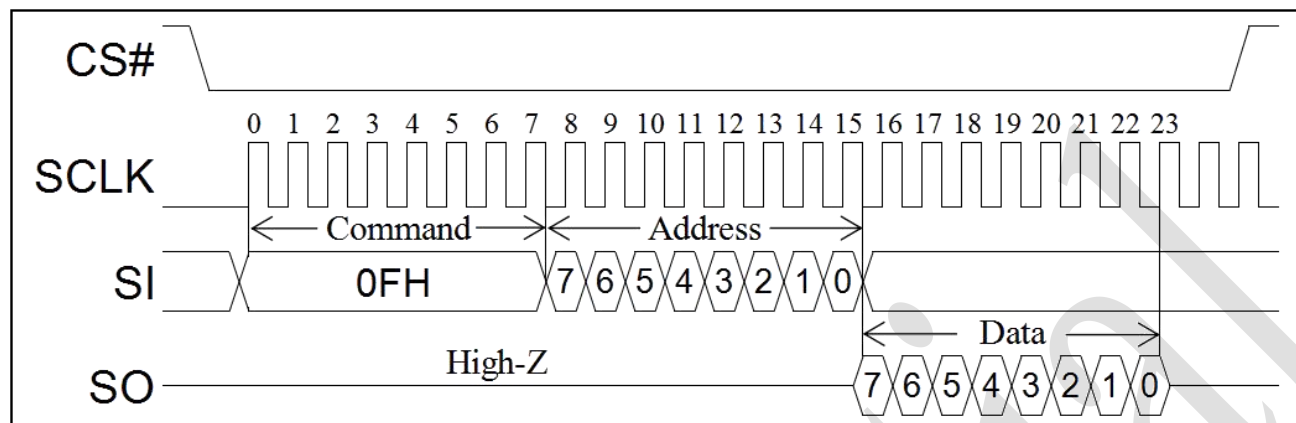 CS#
0 1 2 3 4 5 6 7 8 9 10 11 12 13 14 15 16 17 18 19 20 21 22 23
SCLK
Command Address
SI 0FH 7 6 5 4 3 2 1 0
Data
High-Z
SO 7 6 5 4 3 2 1 0